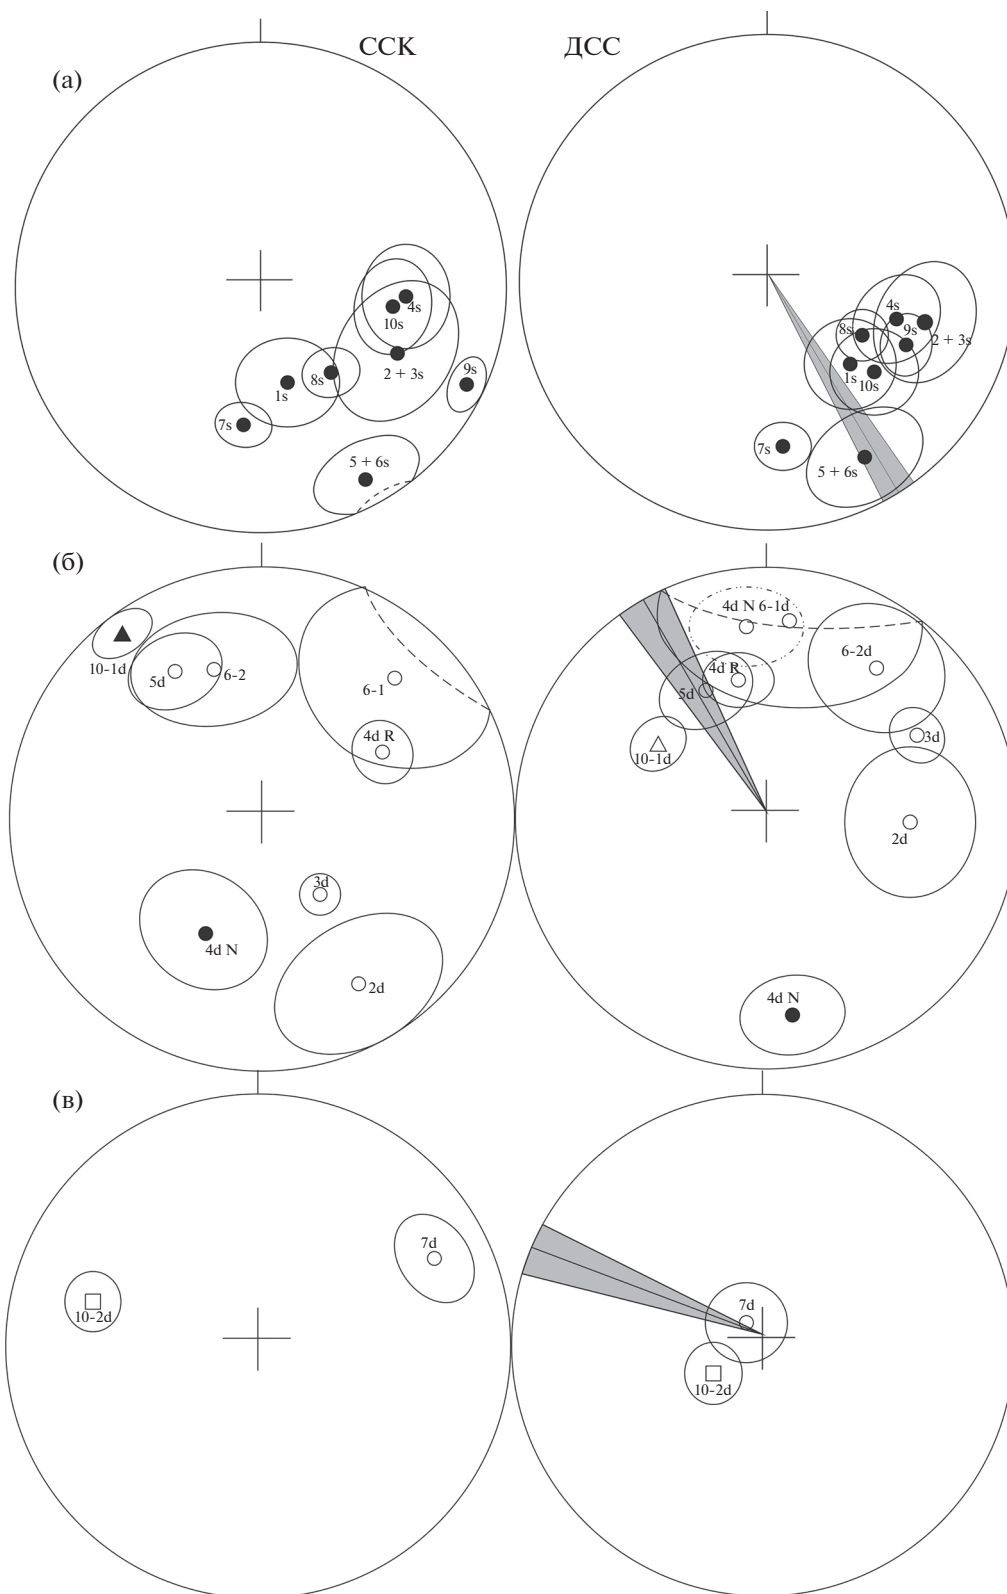 ССК ДСС
(а)
4s
10s
2 + 3s
9s
8s
1s
7s
5 + 6s
4s
8s
9s
2 + 3s
1s
10s
7s
5 + 6s
(б)
10-1d
5d
6-2
6-1
4d R
3d
4d N
2d
4d N 6-1d
6-2d
4d R
5d
3d
10-1d
2d
4d N
(в)
7d
10-2d
7d
10-2d